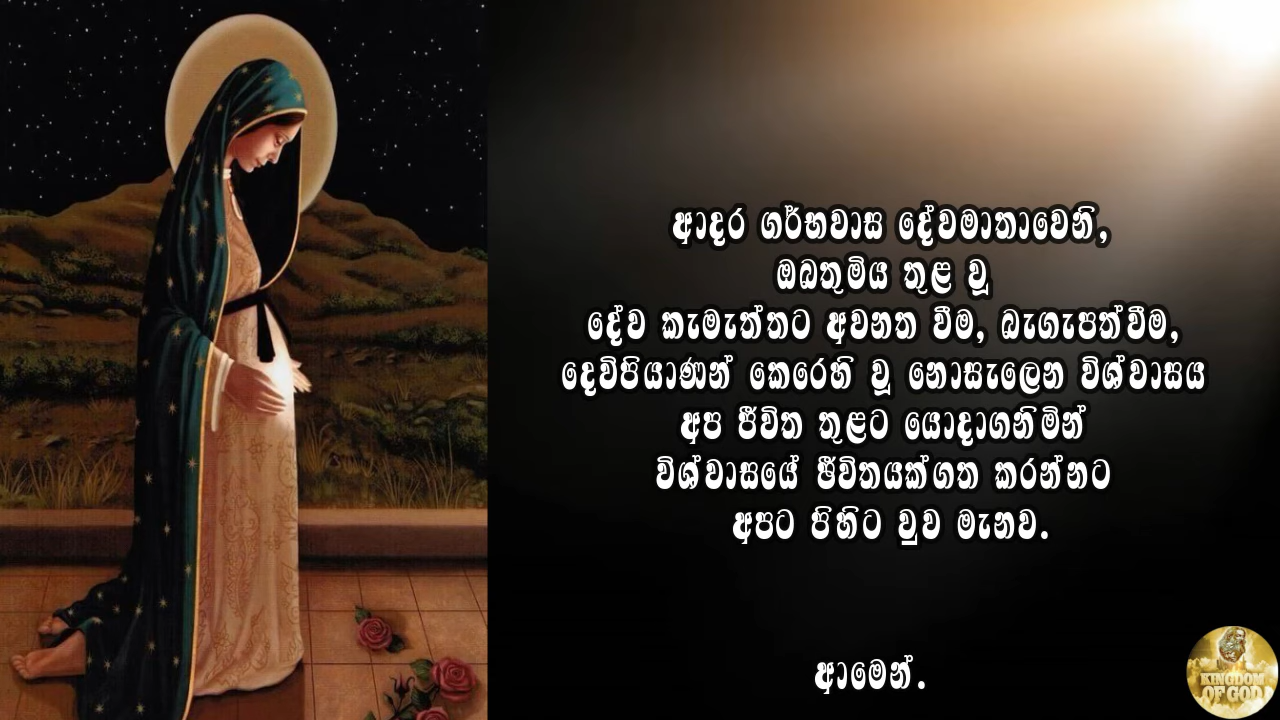 ආදර ගර්භවාස දේවමාතාවෙනි,
ඔබතුමිය තුළ වූ
දේව කැමැත්තට අවනත වීම, බැගෑපත්වීම,
දෙව්පියාණන් කෙරෙහි වූ නොසැලෙන විශ්වාසය
අප ජීවිත තුළට යොදාගනිමින්
විශ්වාසයේ ජීවිතයක්ගත කරන්නට
අපට පිහිට වුව මැනව.
ආමෙන්.
KINGDOM
OF GOD